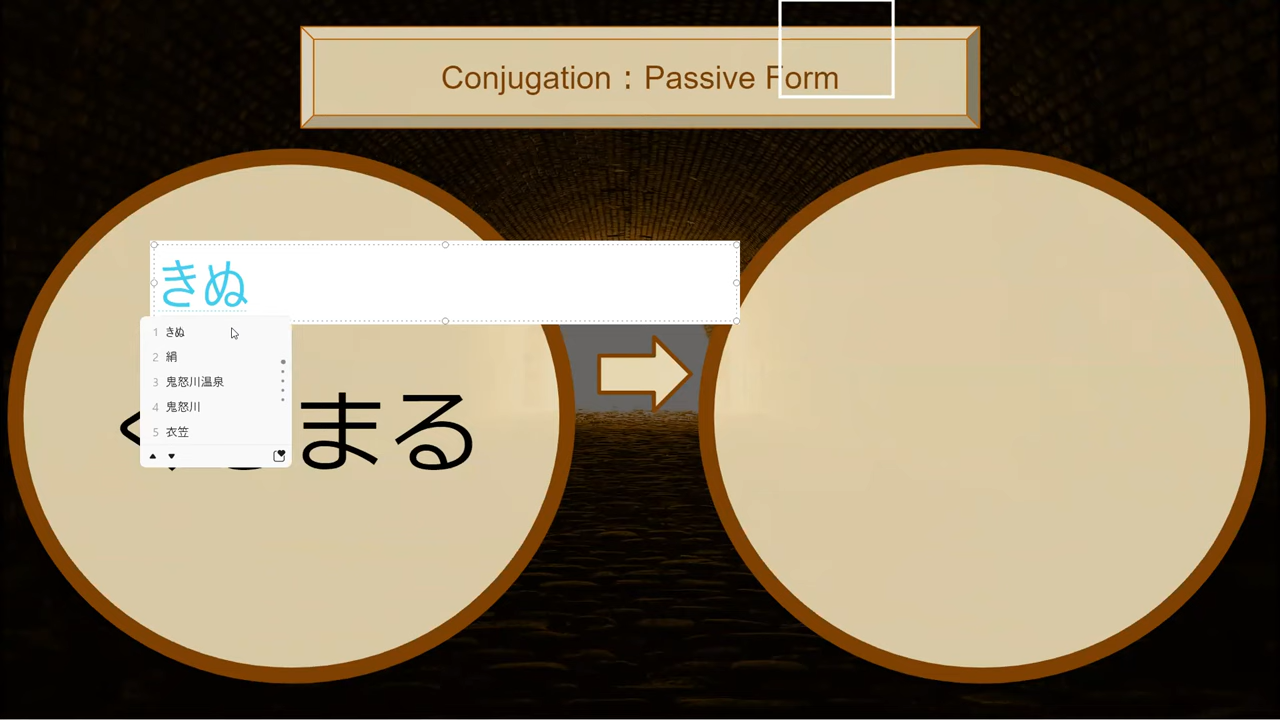 Conjugation：Passive Form
きぬ
1 きぬ
2 絹
3 鬼怒川温泉
4 鬼怒川
5 衣笠
まる